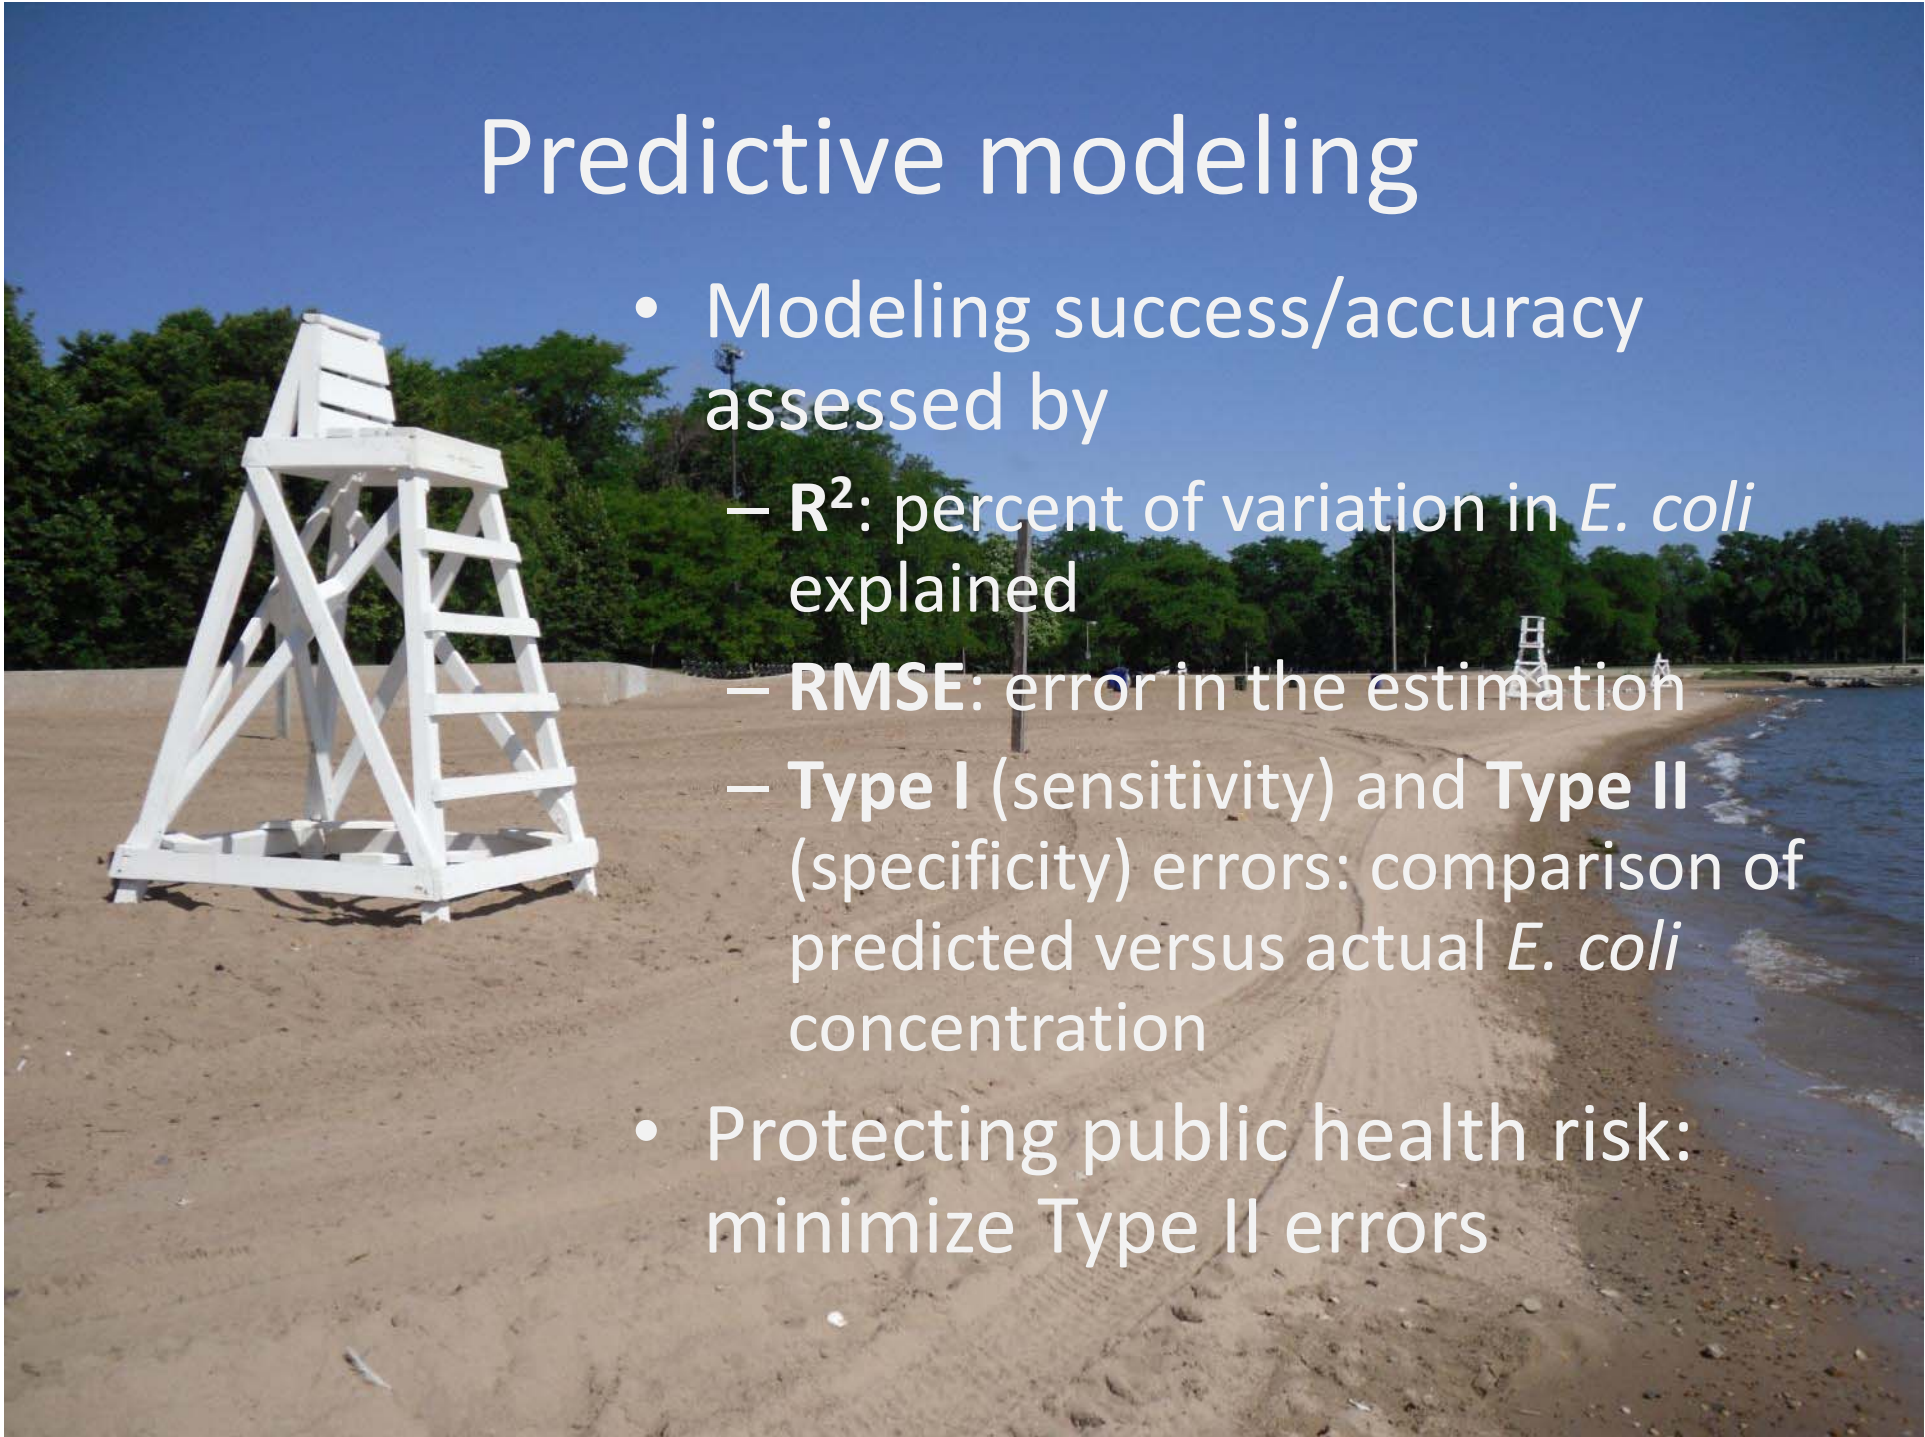 Predictive modeling
• Modeling success/accuracy
assessed by
– R²: percent of variation in E. coli
explained
– RMSE: error in the estimation
– Type I (sensitivity) and Type II
(specificity) errors: comparison of
predicted versus actual E. coli
concentration
• Protecting public health risk:
minimize Type II errors